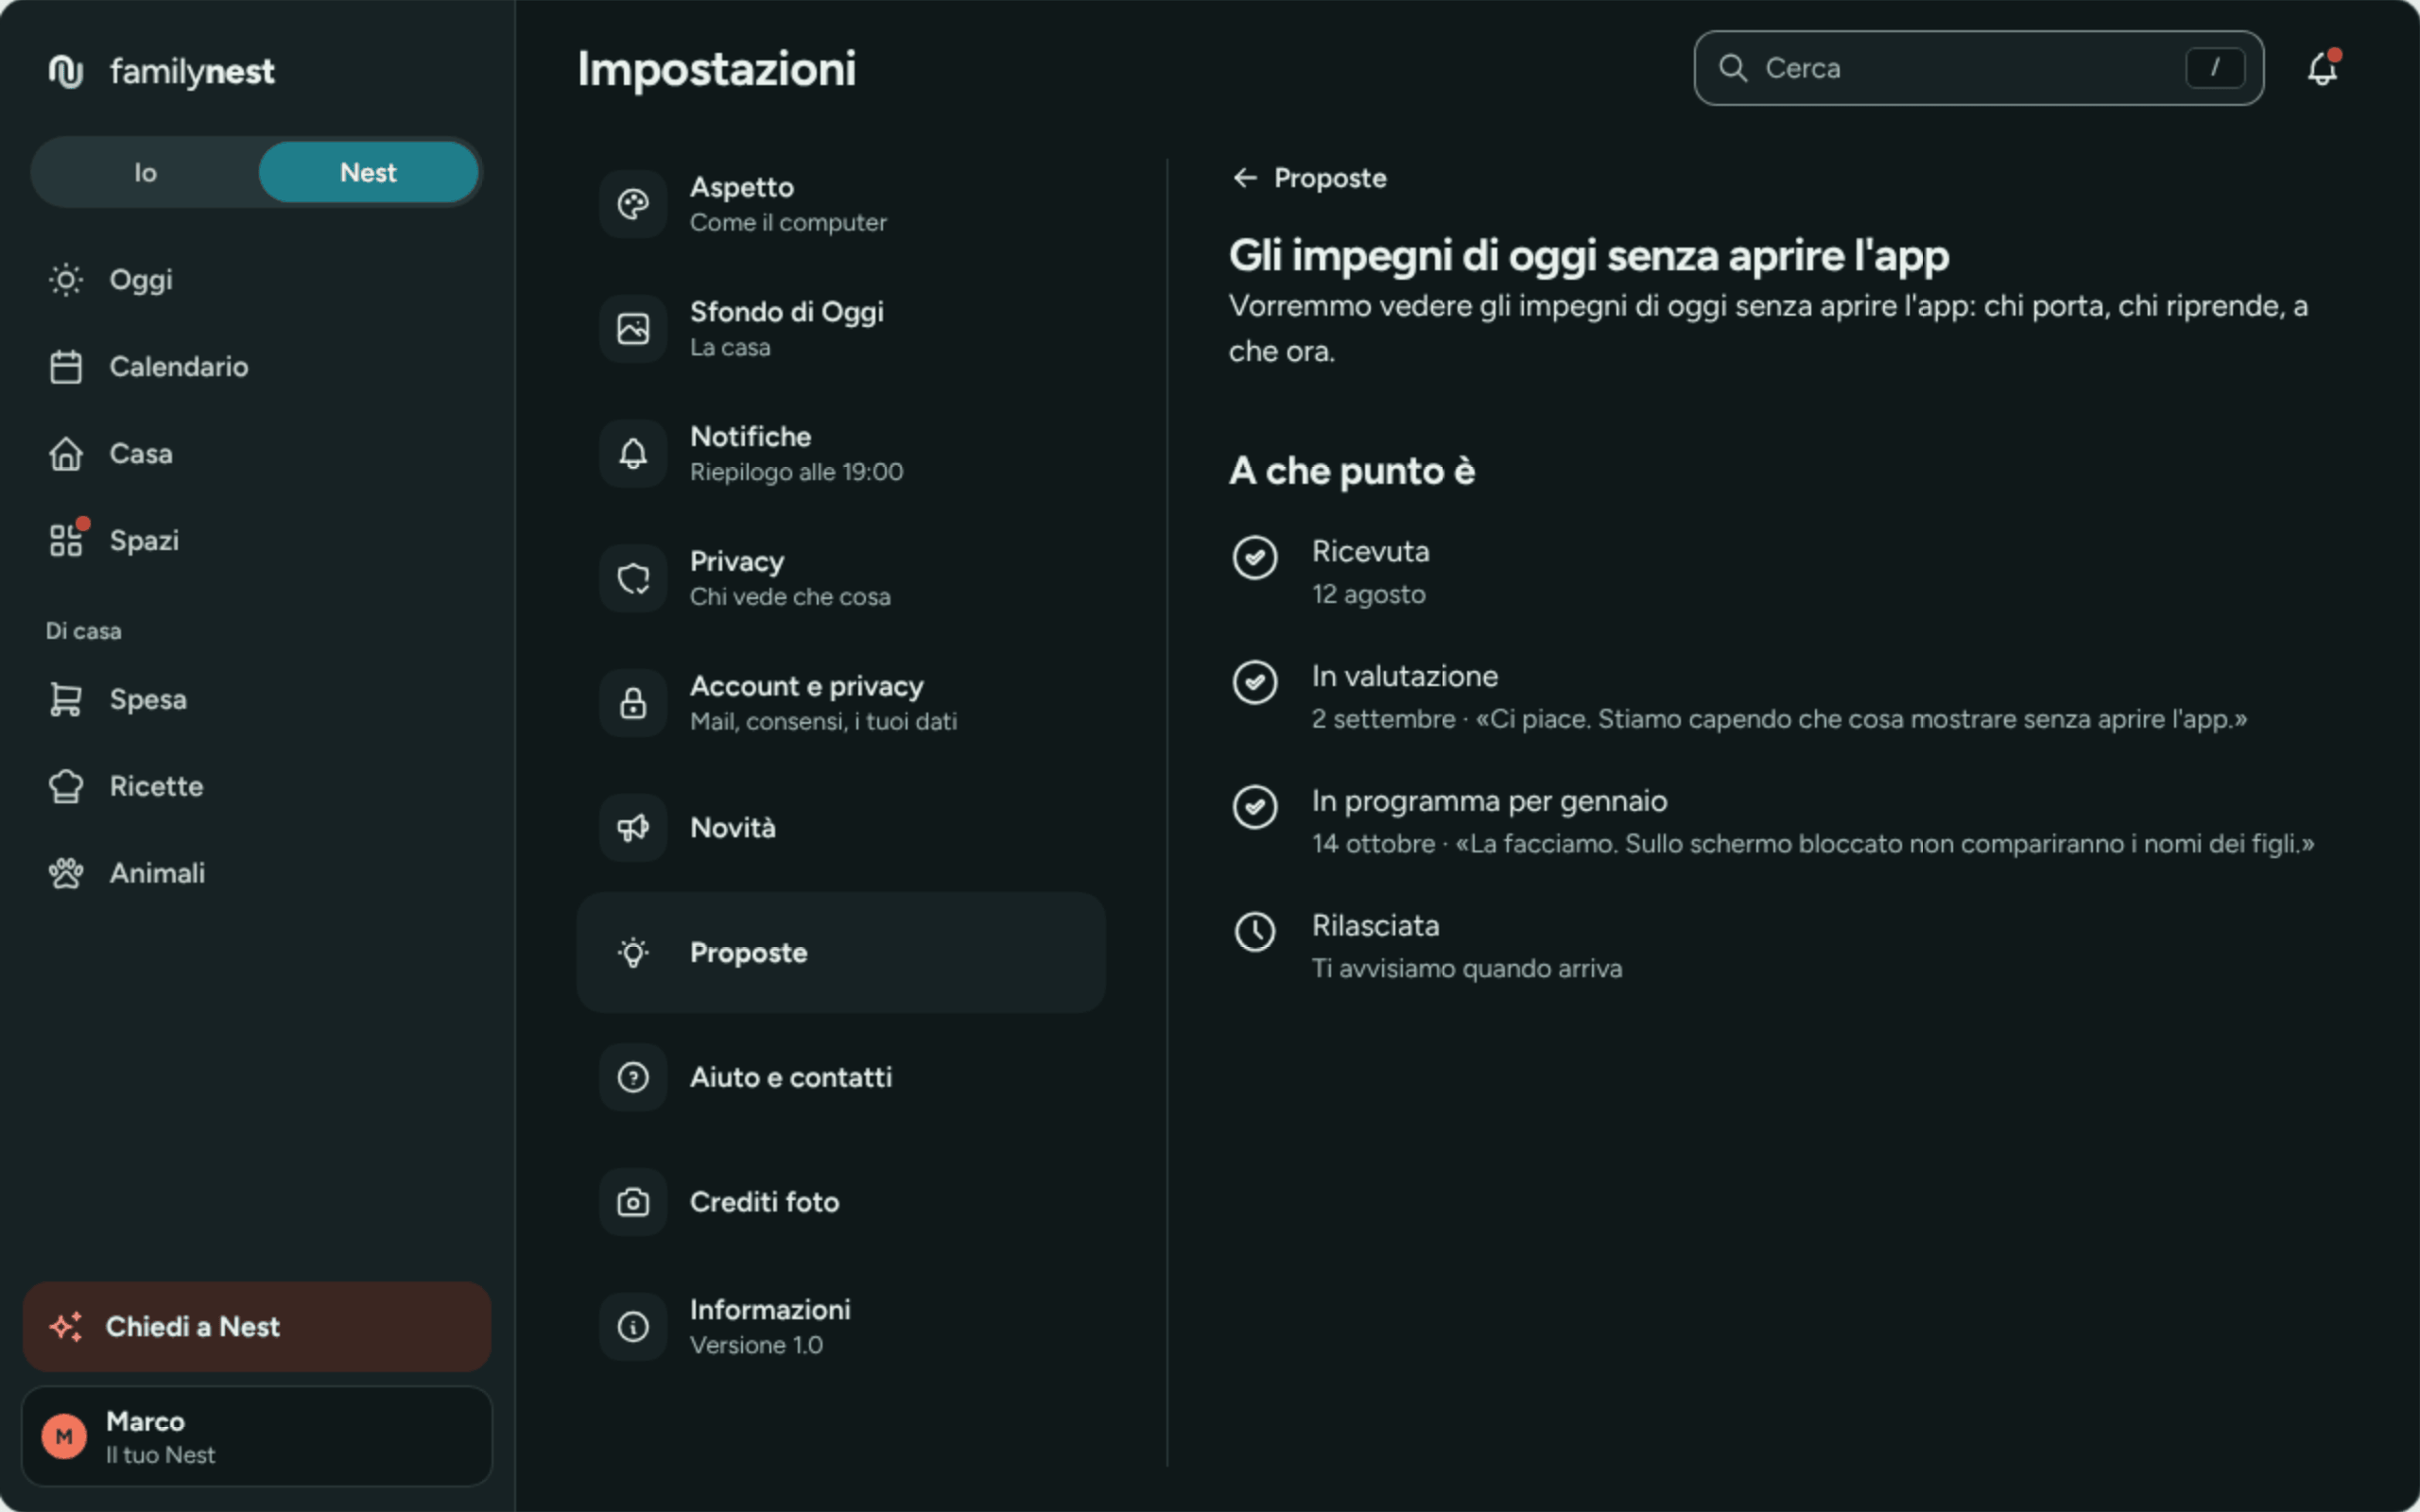 familynest
Io
Nest
Oggi
Calendario
Casa
Spazi
Di casa
Spesa
Ricette
Animali
Chiedi a Nest
M
Marco
Il tuo Nest
Impostazioni
Cerca
/
Aspetto
Come il computer
Sfondo di Oggi
La casa
Notifiche
Riepilogo alle 19:00
Privacy
Chi vede che cosa
Account e privacy
Mail, consensi, i tuoi dati
Novità
Proposte
Aiuto e contatti
Crediti foto
Informazioni
Versione 1.0
Proposte
Gli impegni di oggi senza aprire l'app
Vorremmo vedere gli impegni di oggi senza aprire l'app: chi porta, chi riprende, a
che ora.
A che punto è
Ricevuta
12 agosto
In valutazione
2 settembre · «Ci piace. Stiamo capendo che cosa mostrare senza aprire l'app.»
In programma per gennaio
14 ottobre · «La facciamo. Sullo schermo bloccato non compariranno i nomi dei figli.»
Rilasciata
Ti avvisiamo quando arriva